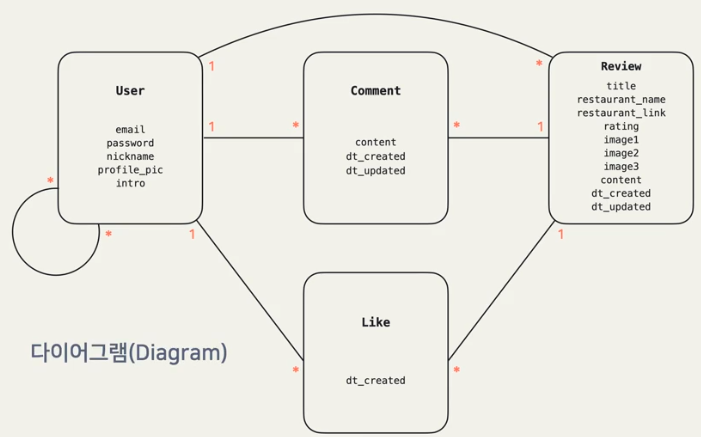 1
*
User
email
password
nickname
profile_pic
intro
1
*
Comment
content
dt_created
dt_updated
*
1
Review
title
restaurant_name
restaurant_link
rating
image1
image2
image3
content
dt_created
dt_updated
*
*
1
1
Like
dt_created
*
*
다이어그램(Diagram)